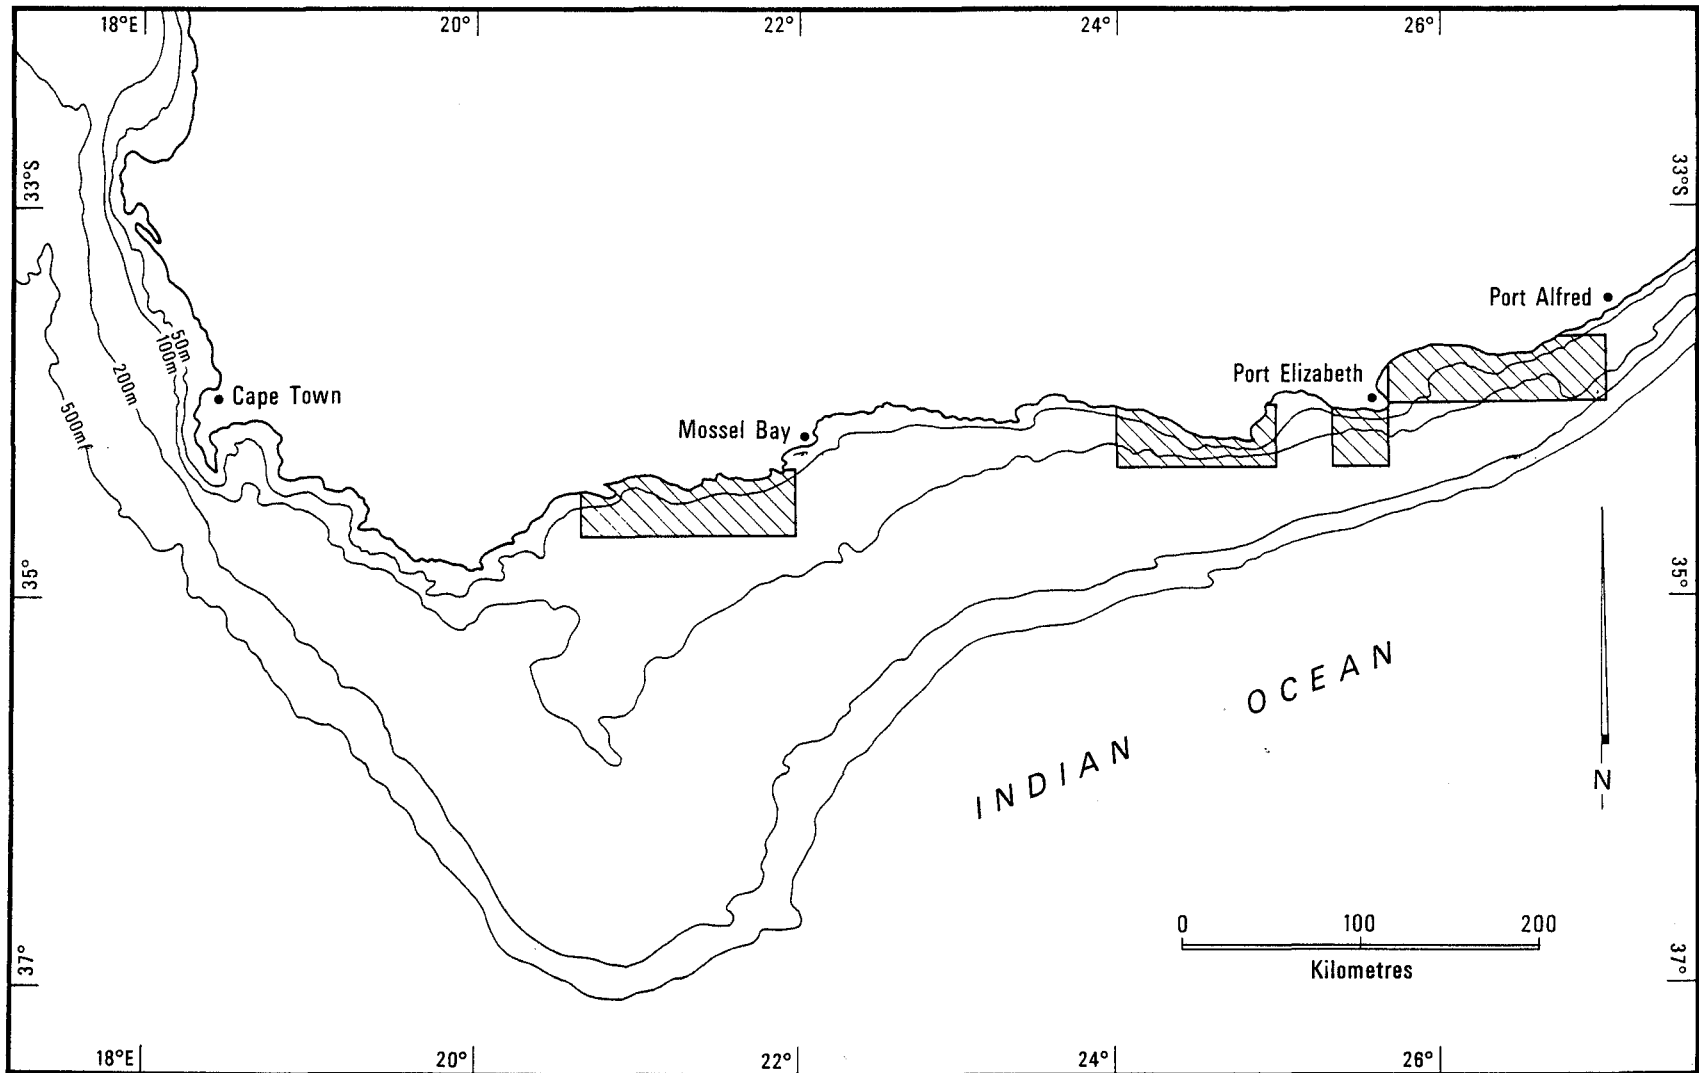 18°E 20° 22° 24° 26°
33°S 33°S
Port Alfred
50m
100m
Port Elizabeth
200m
Cape Town
500m
Mossel Bay
35° 35°
INDIAN OCEAN
N
0 100 200
Kilometres
37° 37°
18°E 20° 22° 24° 26°